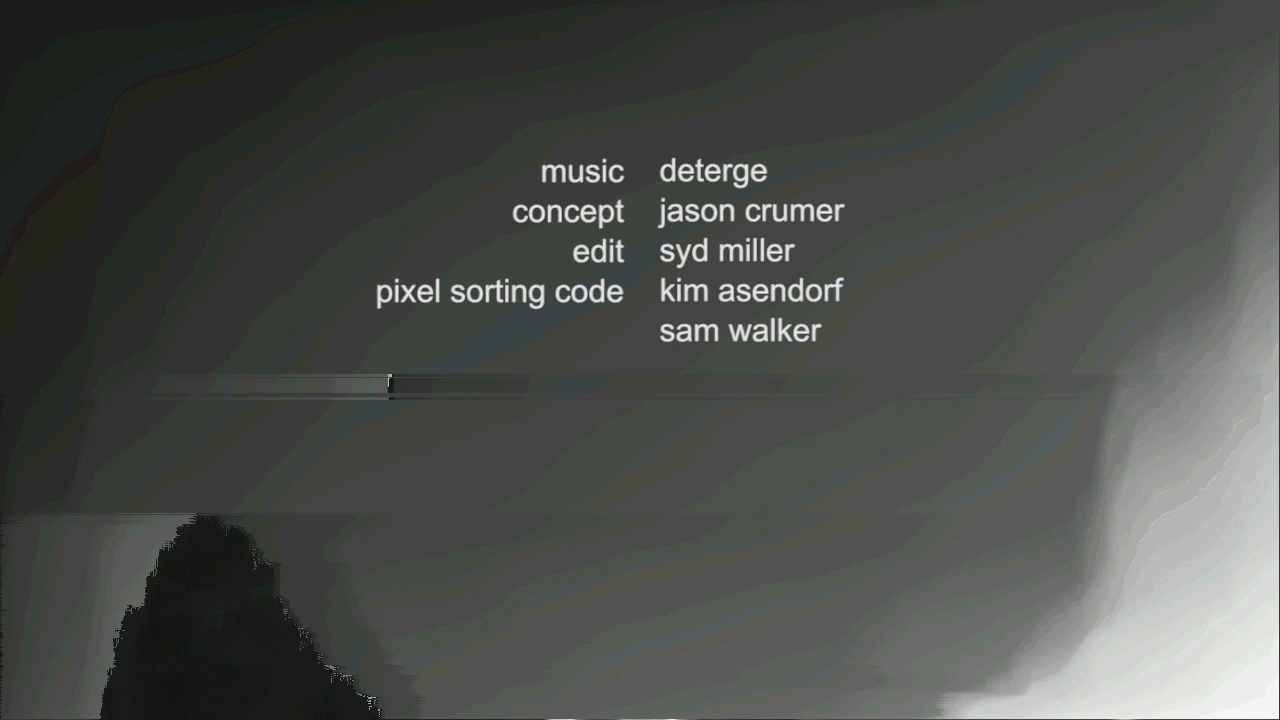 music deterge
concept jason crumer
edit syd miller
pixel sorting code kim asendorf
sam walker